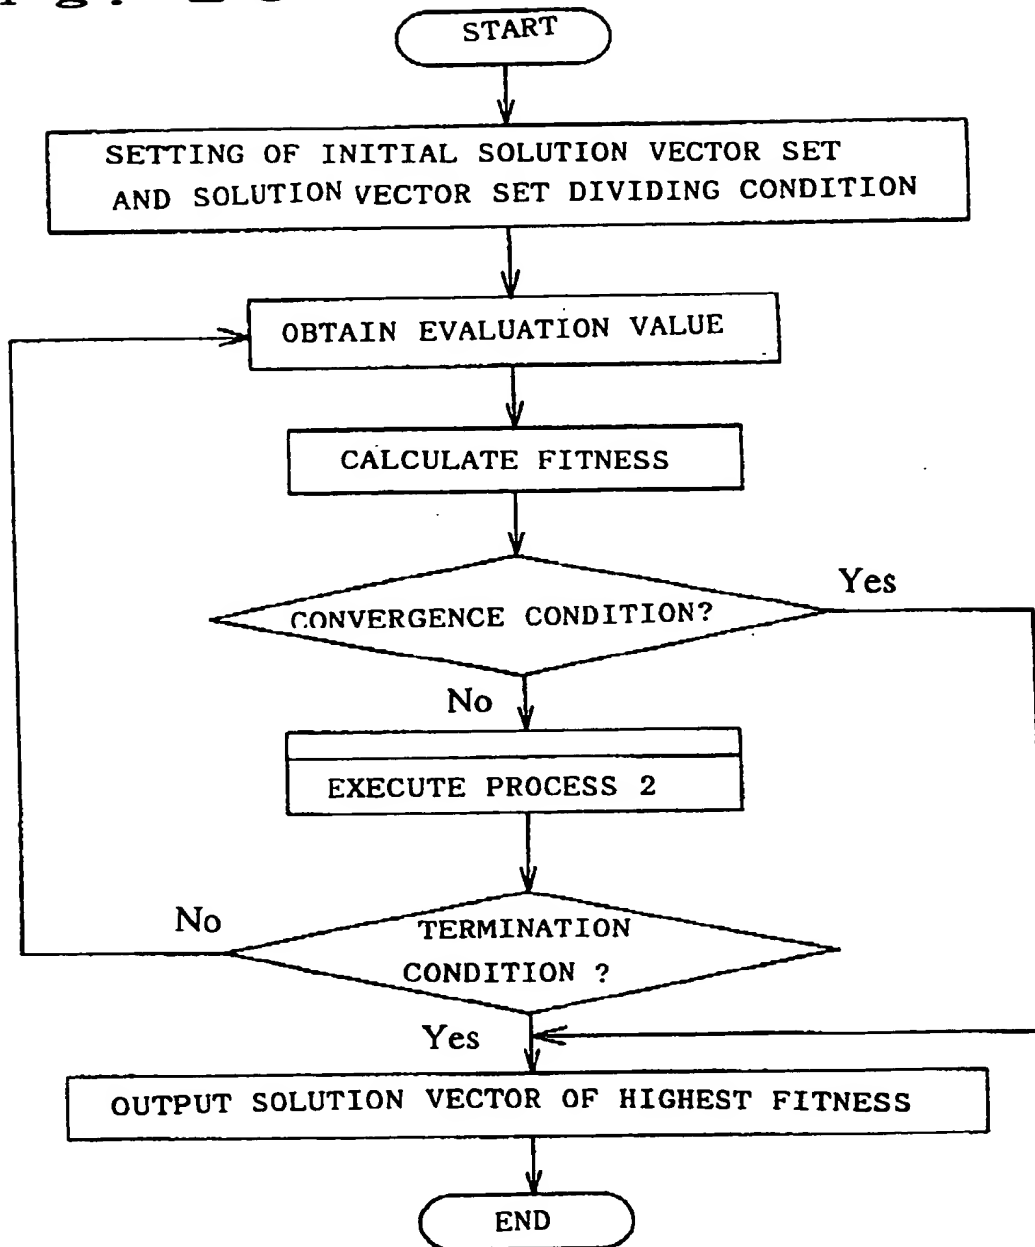 START
SETTING OF INITIAL SOLUTION VECTOR SET
AND SOLUTION VECTOR SET DIVIDING CONDITION
OBTAIN EVALUATION VALUE
CALCULATE FITNESS
CONVERGENCE CONDITION?
Yes
No
EXECUTE PROCESS 2
No
TERMINATION
CONDITION ?
Yes
OUTPUT SOLUTION VECTOR OF HIGHEST FITNESS
END